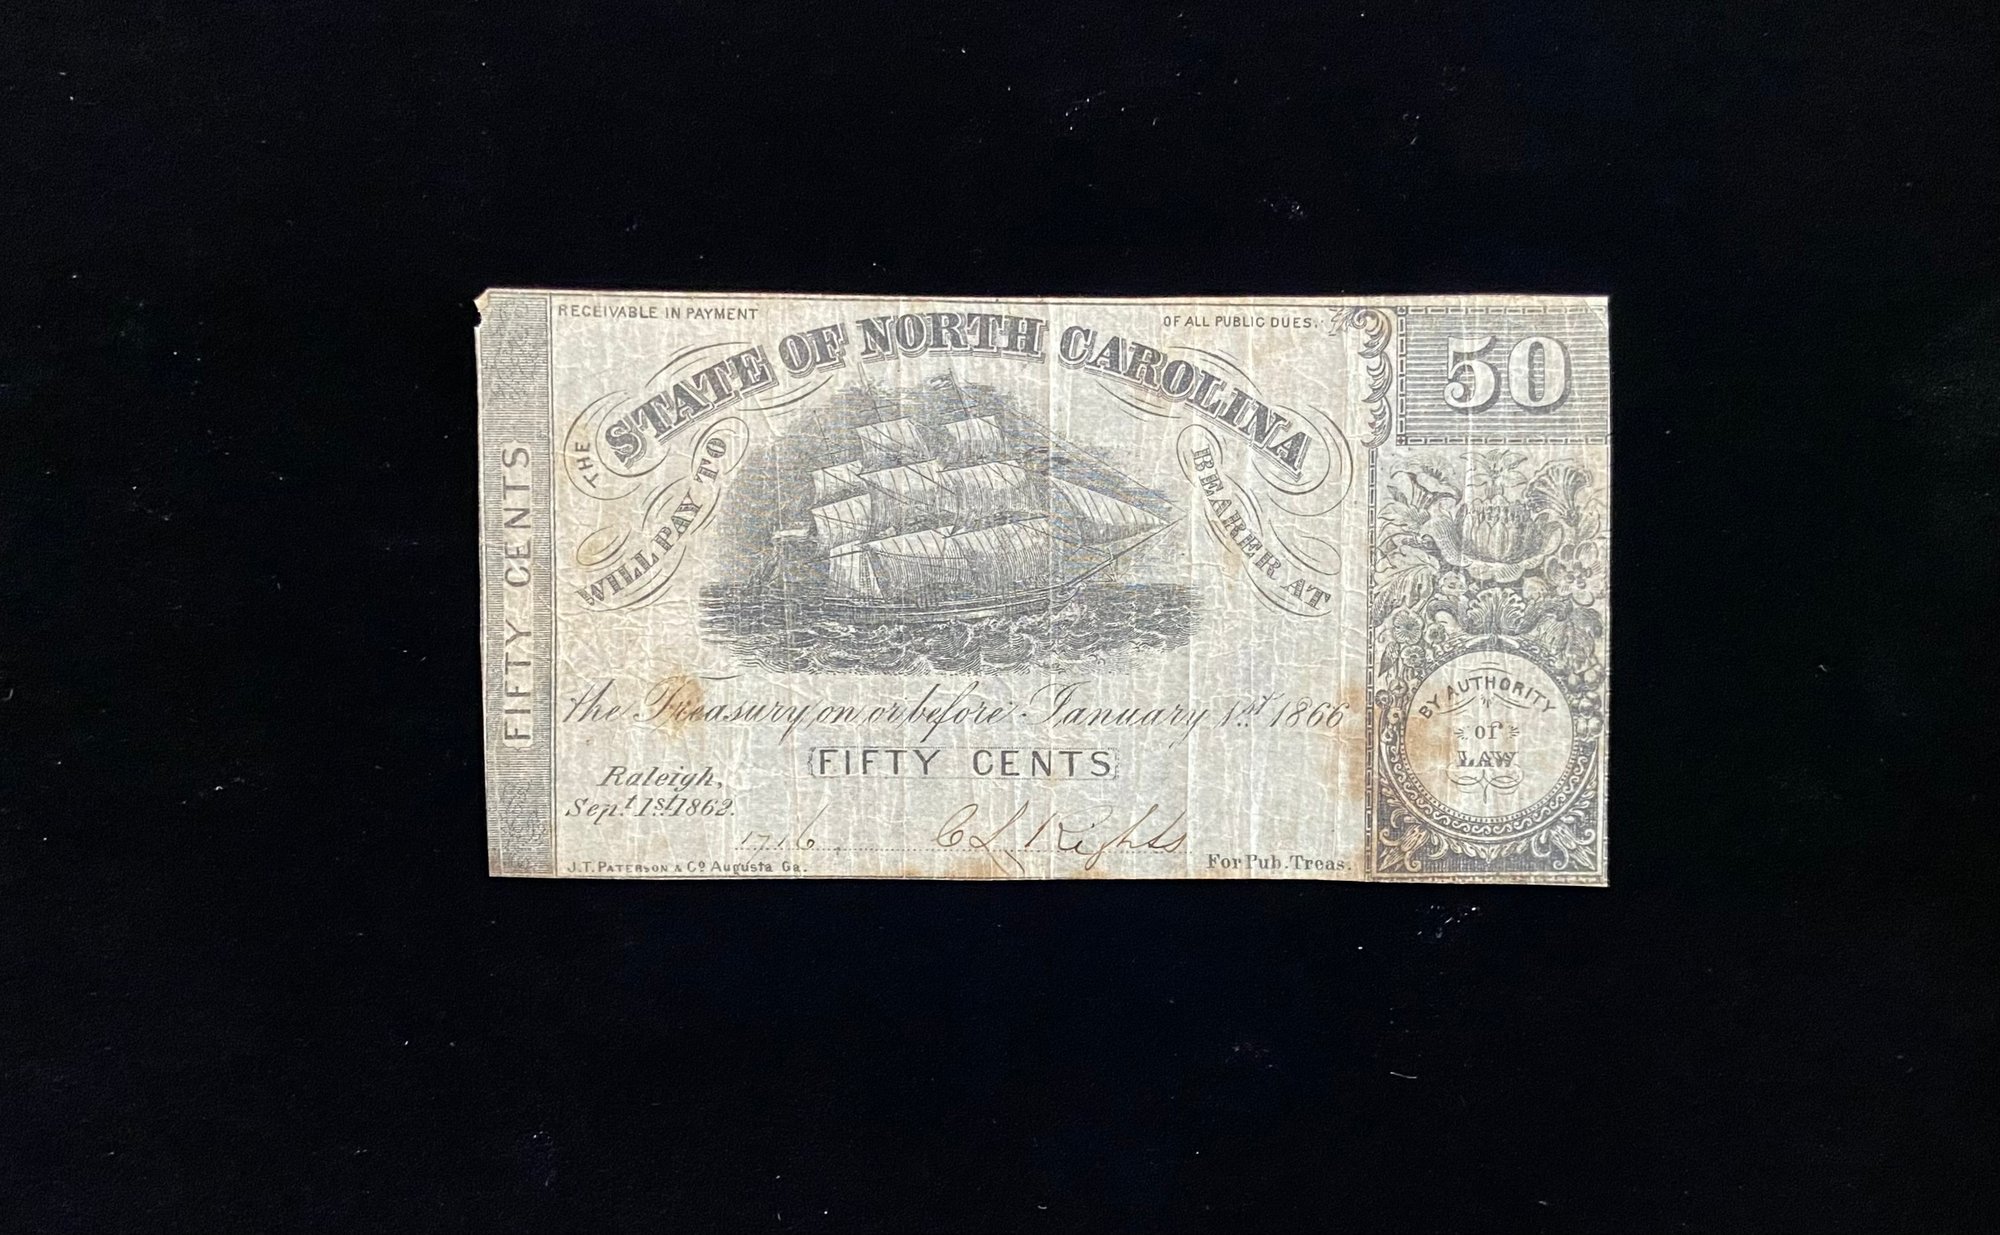 RECEIVABLE IN PAYMENT OF ALL PUBLIC DUES.
50
THE STATE OF NORTH CAROLINA
WILL PAY TO BEARER AT
FIFTY CENTS
the Treasury on or before January 1st 1866
FIFTY CENTS
BY AUTHORITY
of
LAW
Raleigh,
Sept. 1st 1862.
1716 C L Rights
For Pub. Treas.
J.T. PATERSON & Co Augusta Ga.